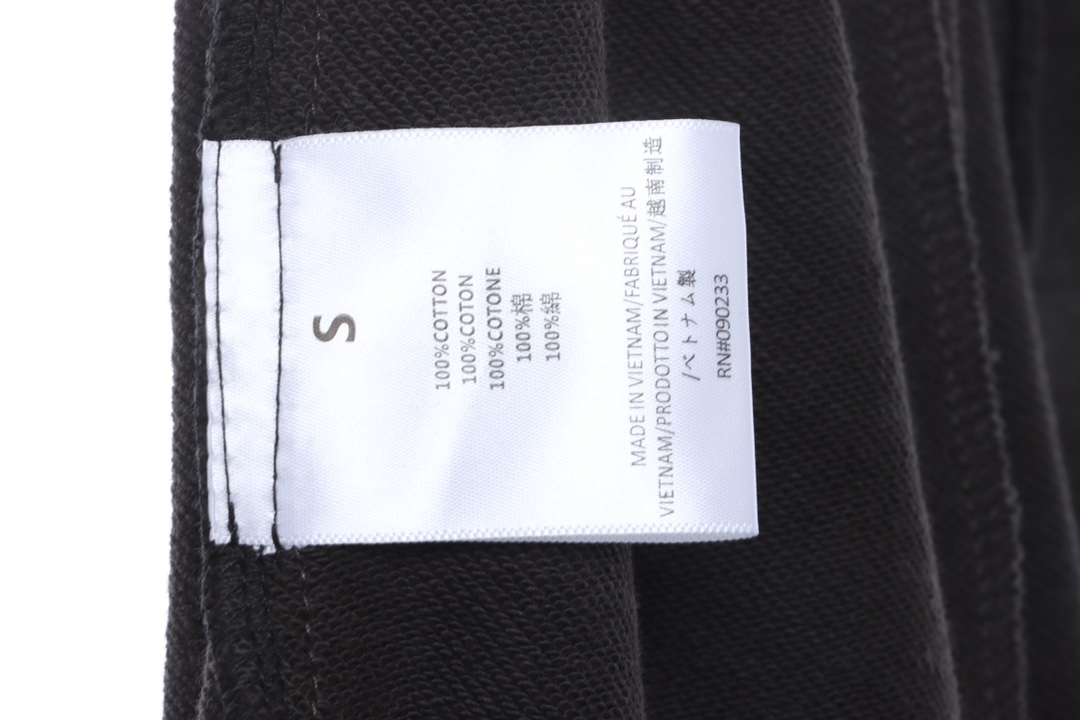 S
100%COTTON
100%COTON
100%COTONE
100%棉
100%綿
MADE IN VIETNAM/FABRIQUÉ AU
VIETNAM/PRODOTTO IN VIETNAM/越南制造
/ベトナム製
RN#090233